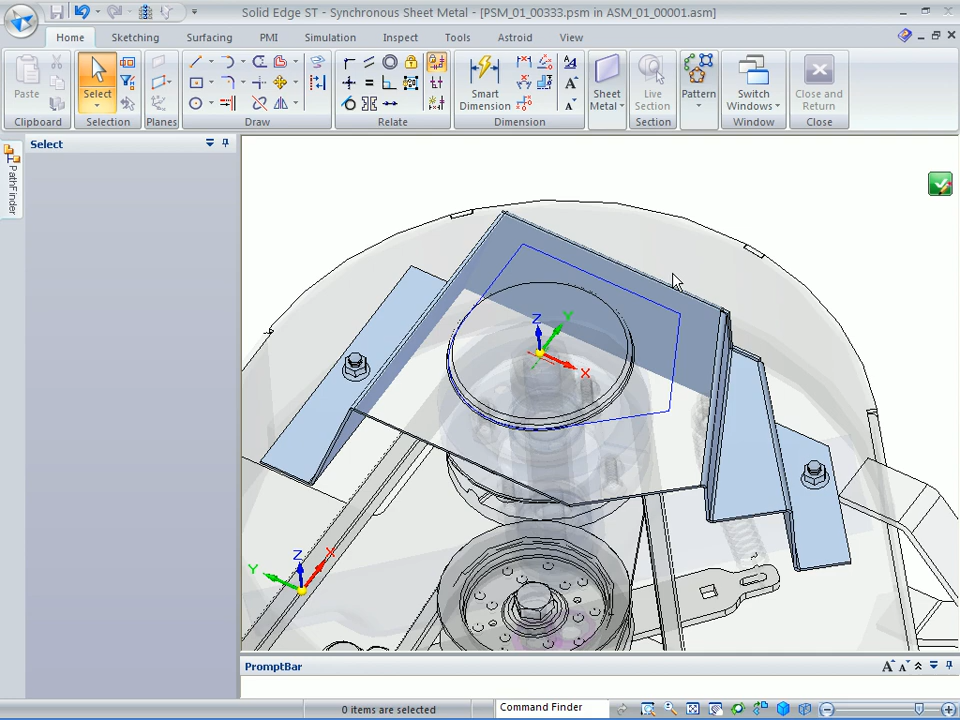 Solid Edge ST - Synchronous Sheet Metal - [PSM_01_00333.psm in ASM_01_00001.asm]
Home Sketching Surfacing PMI Simulation Inspect Tools Astroid View
Paste Select Smart Dimension Sheet Metal Live Section Pattern Switch Windows Close and Return
Clipboard Selection Planes Draw Relate Dimension Section Window Close
Select
PathFinder
Z Y
X
Z X
Y
PromptBar
0 items are selected Command Finder